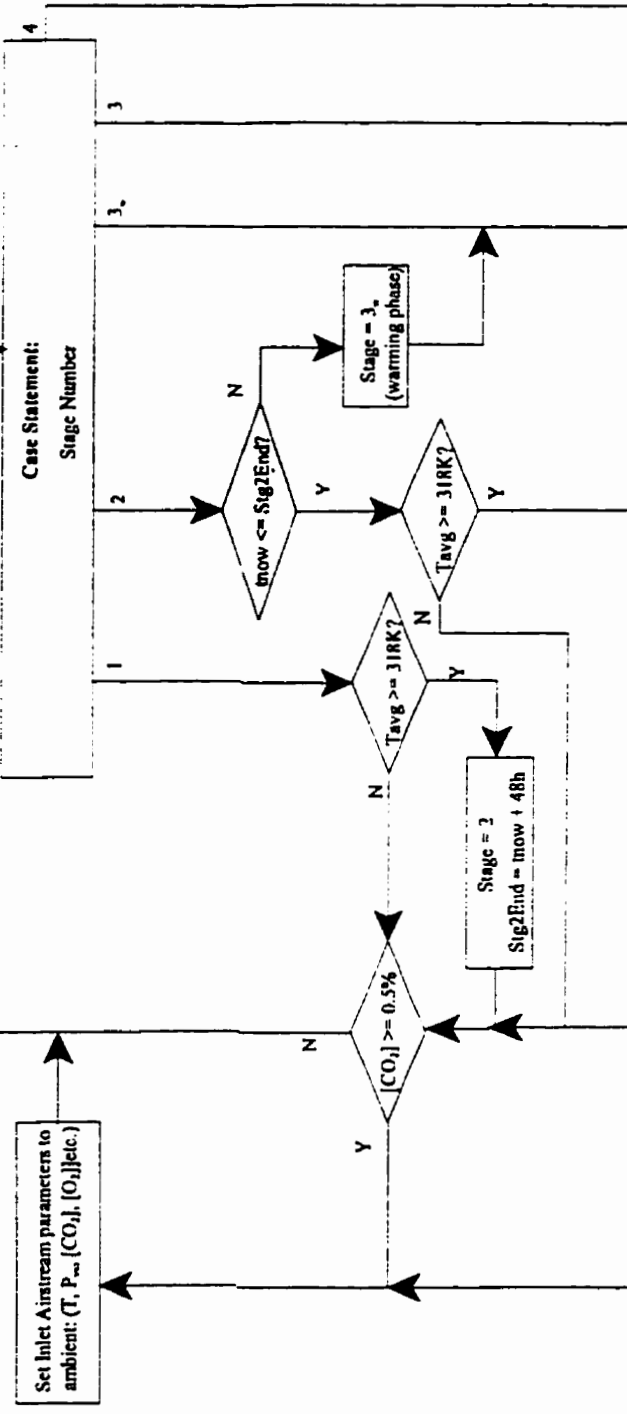 4
Case Statement:
Stage Number
3
3
2
1
tnow <= Stg2End?
N
Y
Stage = 3
(warming phase)
Tavg >= 318K?
N
Y
Tavg >= 318K?
N
Y
Stage = 2
Stg2End = tnow + 48h
[CO₂] >= 0.5%
N
Y
Set Inlet Airstream parameters to
ambient: (T, P [CO₂], [O₂]etc.)